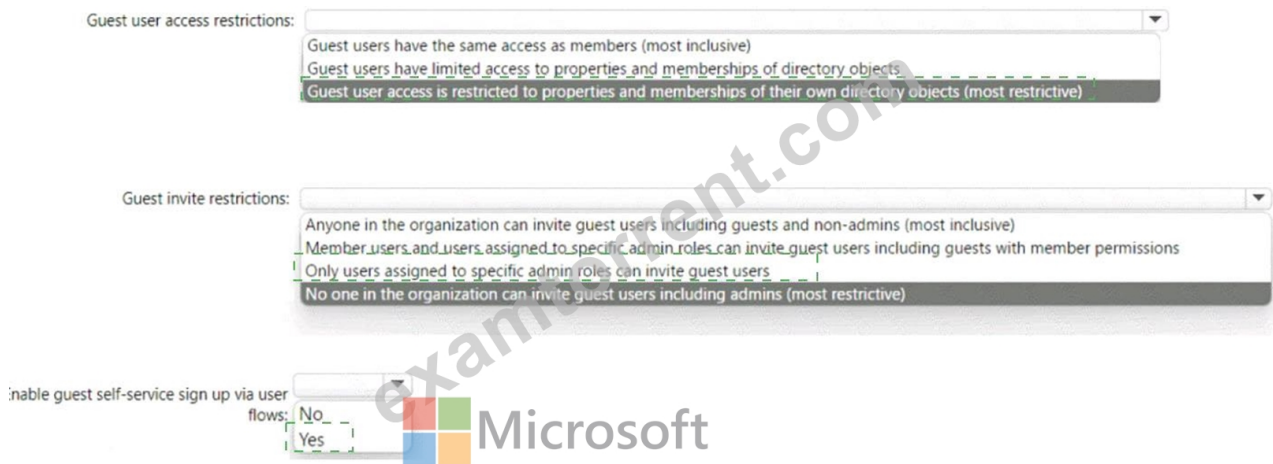 Guest user access restrictions:
Guest users have the same access as members (most inclusive)
Guest users have limited access to properties and memberships of directory objects
Guest user access is restricted to properties and memberships of their own directory objects (most restrictive)
Guest invite restrictions:
Anyone in the organization can invite guest users including guests and non-admins (most inclusive)
Member users and users assigned to specific admin roles can invite guest users including guests with member permissions
Only users assigned to specific admin roles can invite guest users
No one in the organization can invite guest users including admins (most restrictive)
nable guest self-service sign up via user
flows:
No
Yes
examtorrent.com
Microsoft